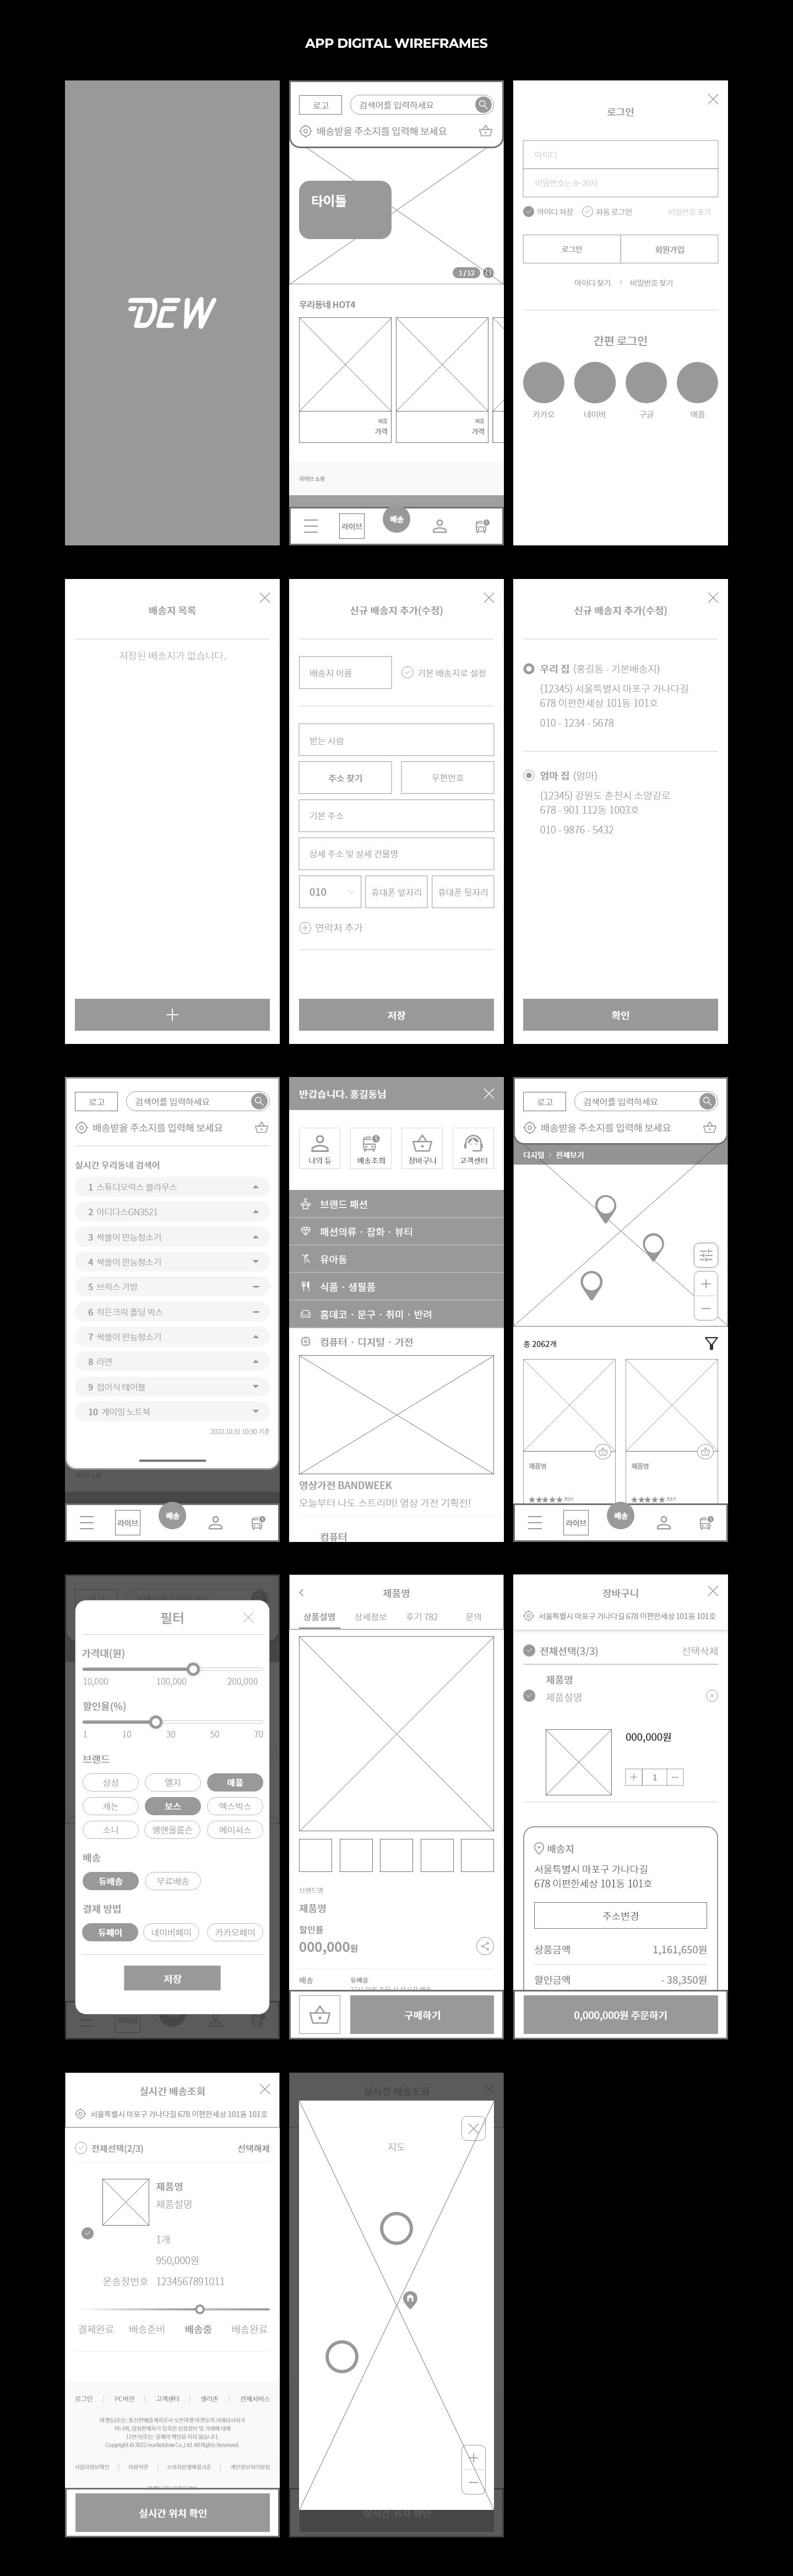 APP DIGITAL WIREFRAMES
DEW
로고
검색어를 입력하세요
배송받을 주소지를 입력해 보세요
타이틀
1 / 12
우리동네 HOT4
제품
가격
제품
가격
라이브 쇼핑
라이브
배송
로그인
아이디
비밀번호는 8~20자
아이디 저장
자동 로그인
비밀번호 표기
로그인
회원가입
아이디 찾기
비밀번호 찾기
간편 로그인
카카오
네이버
구글
애플
배송지 목록
저장된 배송지가 없습니다.
신규 배송지 추가(수정)
배송지 이름
기본 배송지로 설정
받는 사람
주소 찾기
우편번호
기본 주소
상세 주소 및 상세 건물명
010
휴대폰 앞자리
휴대폰 뒷자리
연락처 추가
저장
신규 배송지 추가(수정)
우리 집 (홍길동 - 기본배송지)
(12345) 서울특별시 마포구 가나다길
678 이편한세상 101동 101호
010 - 1234 - 5678
엄마 집 (엄마)
(12345) 강원도 춘천시 소양강로
678 - 901 112동 1003호
010 - 9876 - 5432
확인
로고
검색어를 입력하세요
배송받을 주소지를 입력해 보세요
실시간 우리동네 검색어
1 스튜디오럭스 블라우스
2 아디다스GN3521
3 싹쓸이 만능청소기
4 싹쓸이 만능청소기
5 브릭스 가방
6 히든크릭 폴딩 박스
7 싹쓸이 만능청소기
8 라면
9 접이식 테이블
10 게이밍 노트북
2022.10.31 10:30 기준
라이브 쇼핑
라이브
배송
반갑습니다. 홍길동님
나의 듀
배송조회
장바구니
고객센터
브랜드 패션
패션의류 · 잡화 · 뷰티
유아동
식품 · 생필품
홈데코 · 문구 · 취미 · 반려
컴퓨터 · 디지털 · 가전
영상가전 BANDWEEK
오늘부터 나도 스트리머! 영상 가전 기획전!
컴퓨터
로고
검색어를 입력하세요
배송받을 주소지를 입력해 보세요
디지털 > 전체보기
총 2062개
제품명
제품명
라이브
배송
필터
가격대(원)
10,000
100,000
200,000
할인율(%)
1
10
30
50
70
브랜드
삼성
엘지
애플
캐논
보스
엑스박스
소니
뱅앤올룹슨
에이서스
배송
듀배송
무료배송
결제 방법
듀페이
네이버페이
카카오페이
저장
라이브
제품명
상품설명
상세정보
후기 782
문의
브랜드명
제품명
할인률
000,000원
배송
듀배송
구매하기
장바구니
서울특별시 마포구 가나다길 678 이편한세상 101동 101호
전체선택(3/3)
선택삭제
제품명
제품설명
000,000원
1
배송지
서울특별시 마포구 가나다길
678 이편한세상 101동 101호
주소변경
상품금액
1,161,650원
할인금액
- 38,350원
0,000,000원 주문하기
실시간 배송조회
서울특별시 마포구 가나다길 678 이편한세상 101동 101호
전체선택(2/3)
선택해제
제품명
제품설명
1개
950,000원
운송장번호 1234567891011
결제완료
배송준비
배송중
배송완료
로그인
PC버전
고객센터
셀러존
전체서비스
Copyright © 2022 marketdew Co.,Ltd. All Rights Reserved.
사업자정보확인
이용약관
소비자분쟁해결기준
개인정보처리방침
실시간 위치 확인
실시간 배송조회
지도
실시간 위치 확인